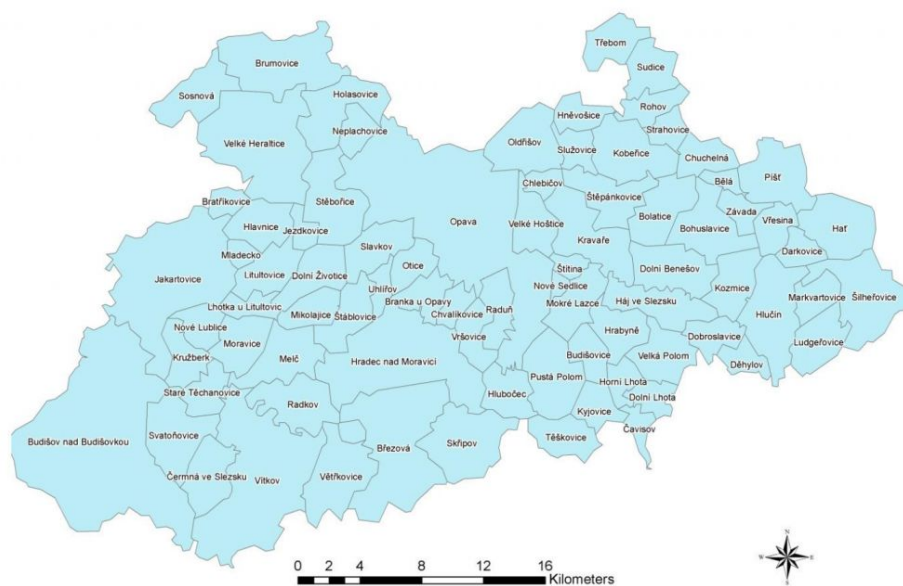 Třebom
Brumovice
Sudice
Sosnová
Holasovice
Rohov
Hněvošice
Neplachovice
Strahovice
Velké Heraltice
Oldřišov
Služovice
Kobeřice
Chuchelná
Píšť
Bělá
Chlebičov
Štěpánkovice
Bratříkovice
Stěbořice
Závada
Bolatice
Vřesina
Opava
Velké Hoštice
Hlavnice
Bohuslavice
Hať
Jezdkovice
Kravaře
Slavkov
Darkovice
Mladecko
Otice
Štítina
Dolní Benešov
Jakartovice
Litultovice
Dolní Životice
Uhlířov
Nové Sedlice
Kozmice
Markvartovice
Šilheřovice
Lhotka u Litultovic
Branka u Opavy
Raduň
Mokré Lazce
Háj ve Slezsku
Mikolajice
Štáblovice
Chvalíkovice
Hlučín
Nové Lublice
Vršovice
Hrabyně
Dobroslavice
Ludgeřovice
Moravice
Kružberk
Melč
Hradec nad Moravicí
Budišovice
Velká Polom
Děhylov
Pustá Polom
Horní Lhota
Staré Těchanovice
Hlubočec
Dolní Lhota
Radkov
Kyjovice
Těškovice
Čavisov
Svatoňovice
Budišov nad Budišovkou
Skřipov
Březová
Čermná ve Slezsku
Vítkov
Větřkovice
N
W E
S
0 2 4 8 12 16
Kilometers